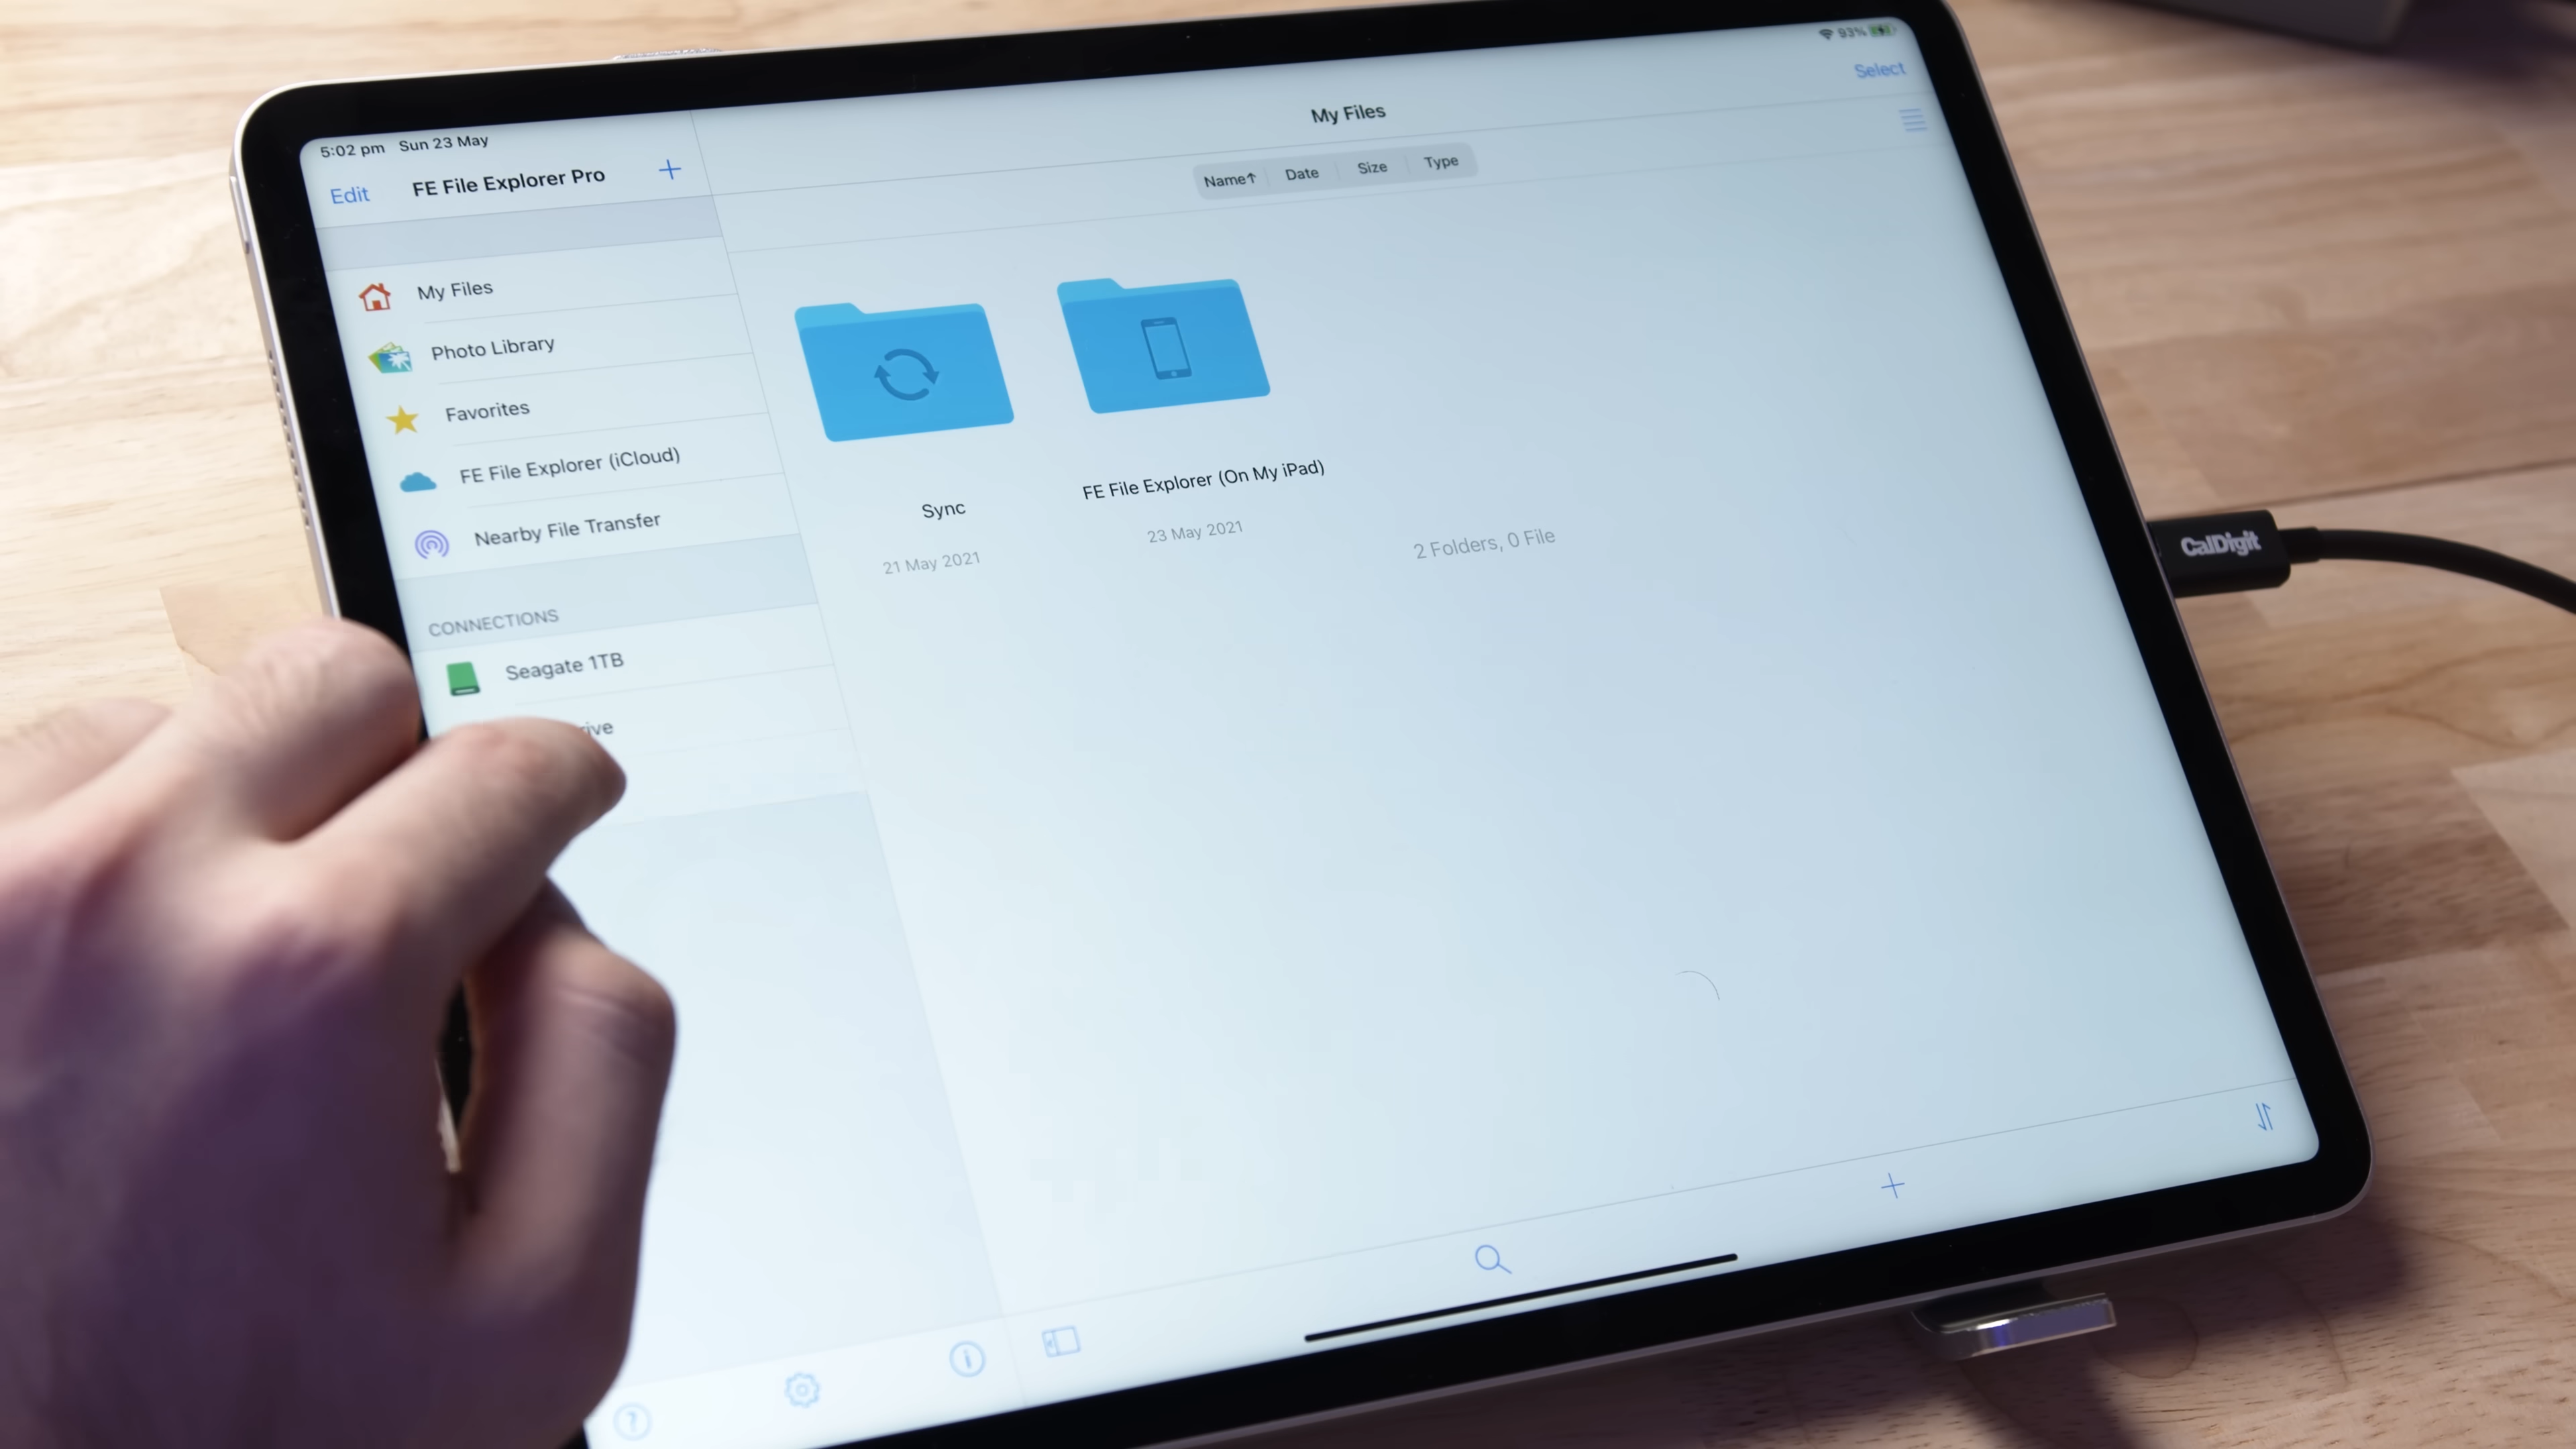 5:02 pm Sun 23 May
93%
Edit FE File Explorer Pro
My Files
Select
Name↑ Date Size Type
My Files
Photo Library
Favorites
FE File Explorer (iCloud)
Nearby File Transfer
CONNECTIONS
Seagate 1TB
Sync
21 May 2021
FE File Explorer (On My iPad)
23 May 2021
2 Folders, 0 File
CalDigit